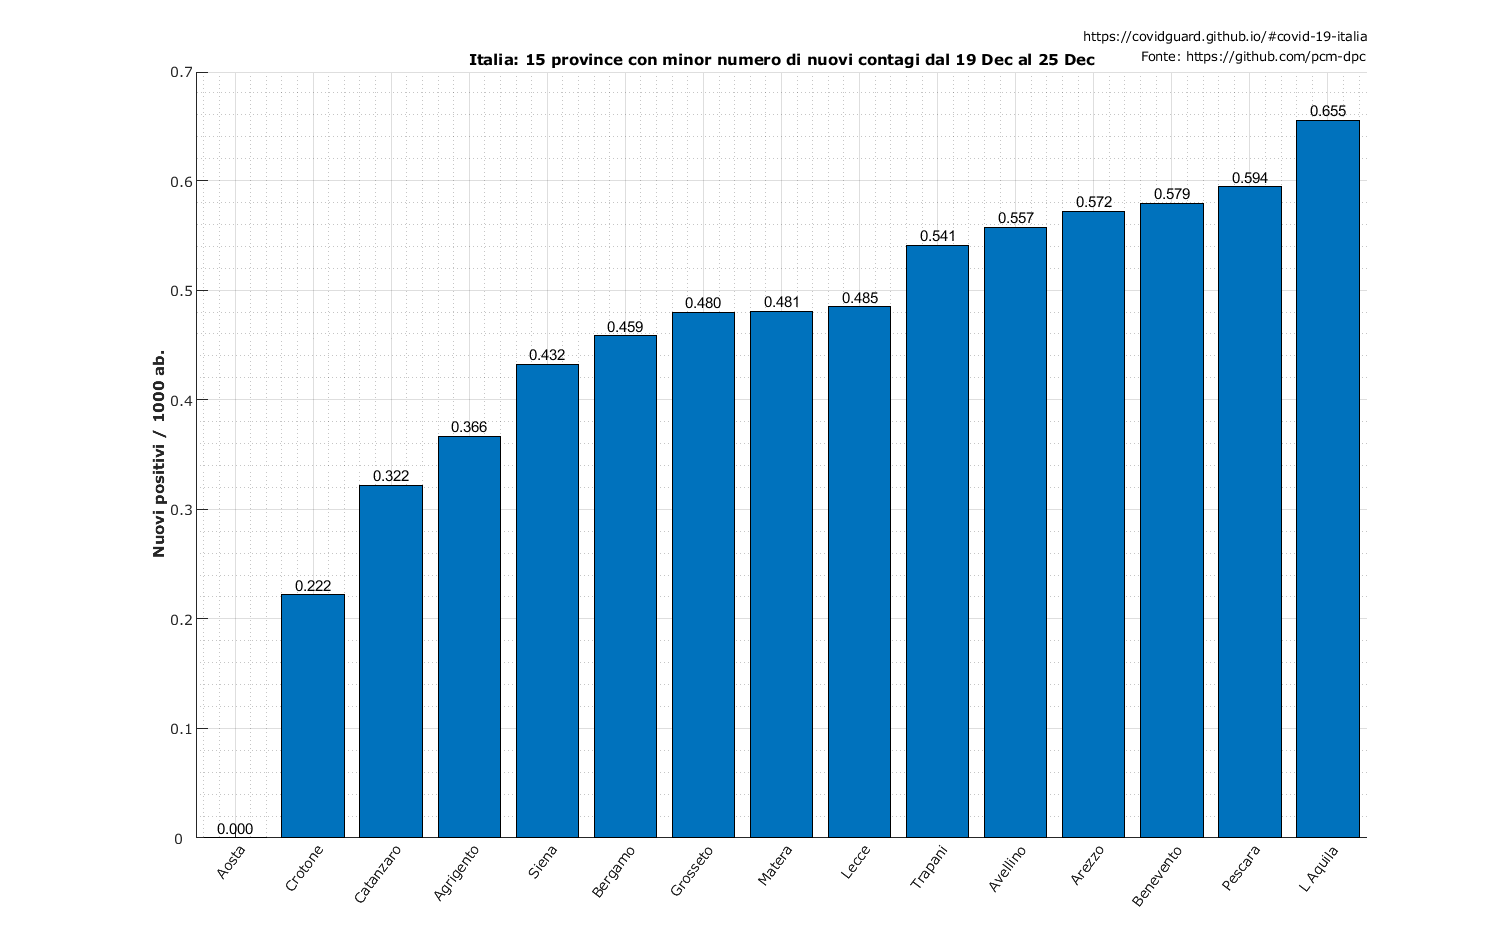 https://covidguard.github.io/#covid-19-italia
Italia: 15 province con minor numero di nuovi contagi dal 19 Dec al 25 Dec
Fonte: https://github.com/pcm-dpc
Nuovi positivi / 1000 ab.
0.7
0.6
0.5
0.4
0.3
0.2
0.1
0
0.000
0.222
0.322
0.366
0.432
0.459
0.480
0.481
0.485
0.541
0.557
0.572
0.579
0.594
0.655
Aosta
Crotone
Catanzaro
Agrigento
Siena
Bergamo
Grosseto
Matera
Lecce
Trapani
Avellino
Arezzo
Benevento
Pescara
L Aquila